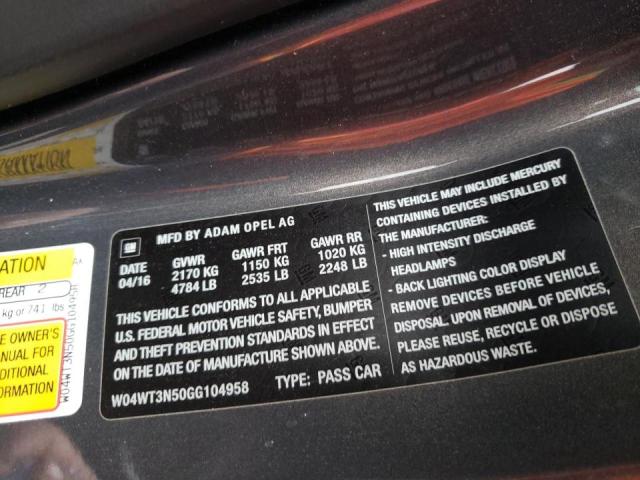 GM
MFD BY ADAM OPEL AG
DATE GVWR GAWR FRT GAWR RR
04/16 2170 KG 1150 KG 1020 KG
4784 LB 2535 LB 2248 LB
THIS VEHICLE CONFORMS TO ALL APPLICABLE
U.S. FEDERAL MOTOR VEHICLE SAFETY, BUMPER
AND THEFT PREVENTION STANDARDS IN EFFECT
ON THE DATE OF MANUFACTURE SHOWN ABOVE.
W04WT3N50GG104958 TYPE: PASS CAR
THIS VEHICLE MAY INCLUDE MERCURY
CONTAINING DEVICES INSTALLED BY
THE MANUFACTURER:
- HIGH INTENSITY DISCHARGE
HEADLAMPS
- BACK LIGHTING COLOR DISPLAY
REMOVE DEVICES BEFORE VEHICLE
DISPOSAL. UPON REMOVAL OF DEVICES,
PLEASE REUSE, RECYCLE OR DISPOSE
AS HAZARDOUS WASTE.
ATION
REAR 2
kg or 741 lbs
E OWNER'S
NUAL FOR
DITIONAL
FORMATION
W04WT3N50GG104958